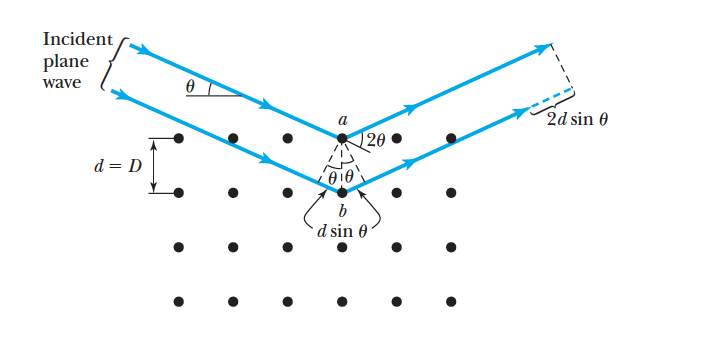 Incident
plane
wave
θ
a
2θ
2d sin θ
d = D
θ θ
b
d sin θ